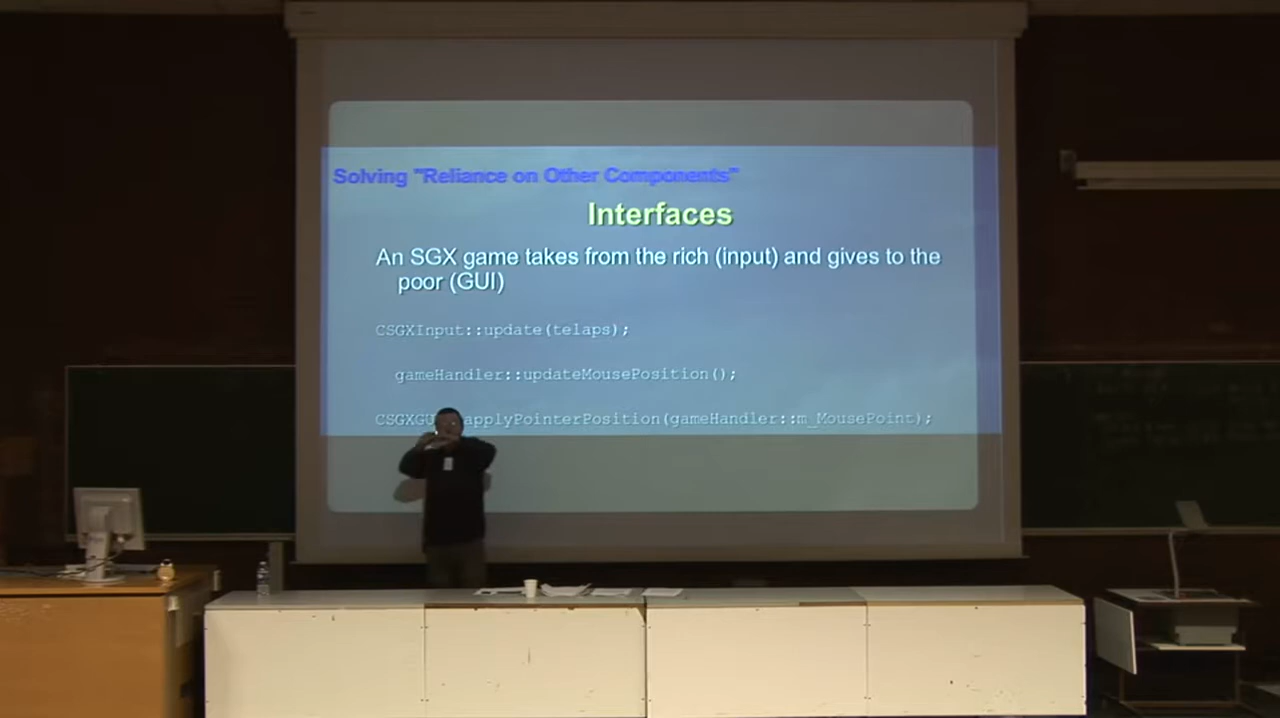 Solving "Reliance on Other Components"
Interfaces
An SGX game takes from the rich (input) and gives to the
poor (GUI)
CSGXInput::update(telaps);
gameHandler::updateMousePosition();
CSGXGU applyPointerPosition(gameHandler::m_MousePoint);